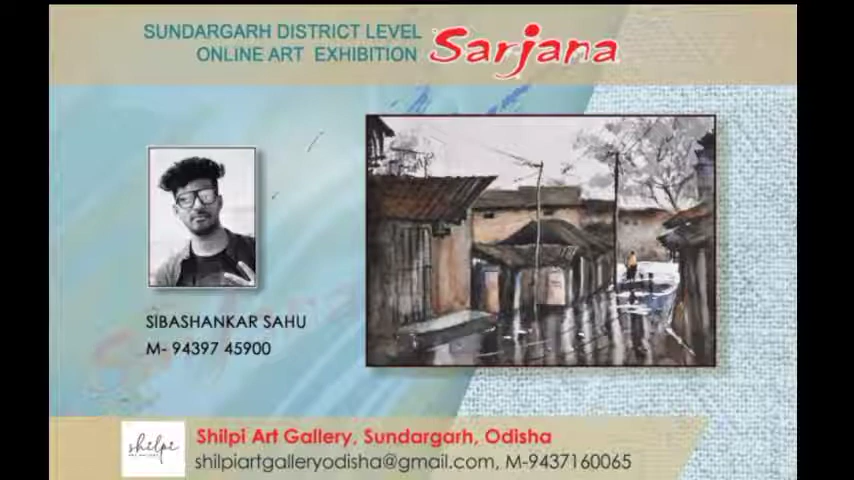 SUNDARGARH DISTRICT LEVEL
ONLINE ART EXHIBITION
Sarjana
SIBASHANKAR SAHU
M- 94397 45900
shilpi
Shilpi Art Gallery, Sundargarh, Odisha
shilpiartgalleryodisha@gmail.com, M-9437160065